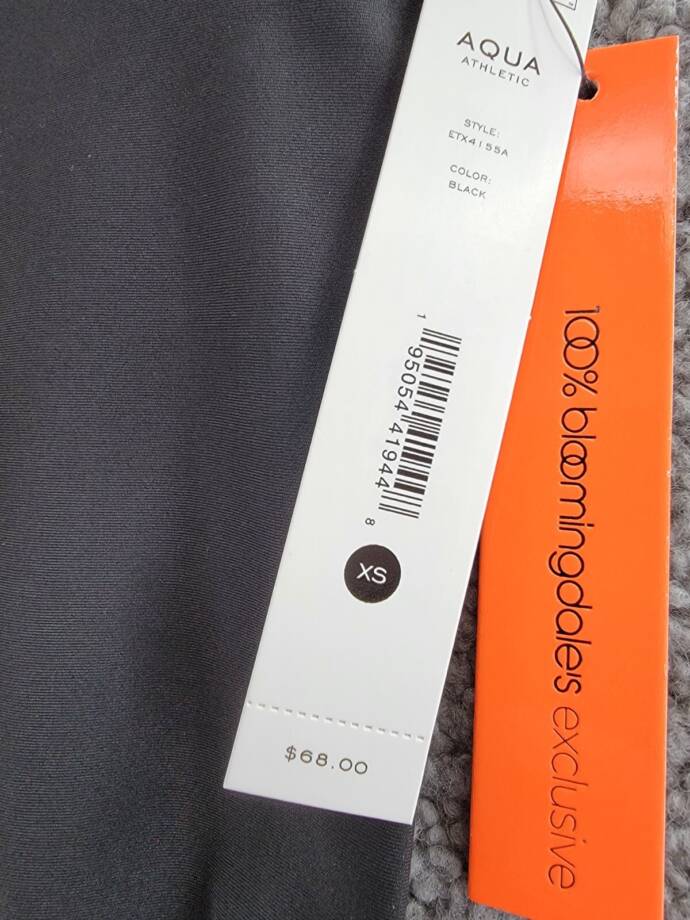 AQUA
ATHLETIC
STYLE:
ETX4155A
COLOR:
BLACK
1 95054 41944 8
XS
$68.00
100% bloomingdale's exclusive